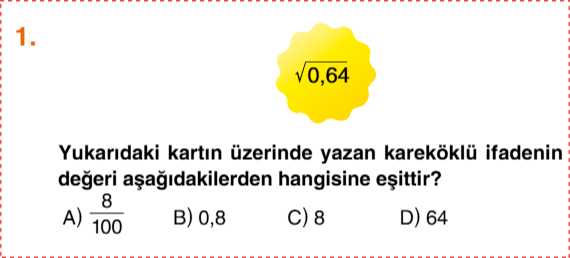 1.
√0,64
Yukarıdaki kartın üzerinde yazan kareköklü ifadenin
değeri aşağıdakilerden hangisine eşittir?
A) 8/100 B) 0,8 C) 8 D) 64